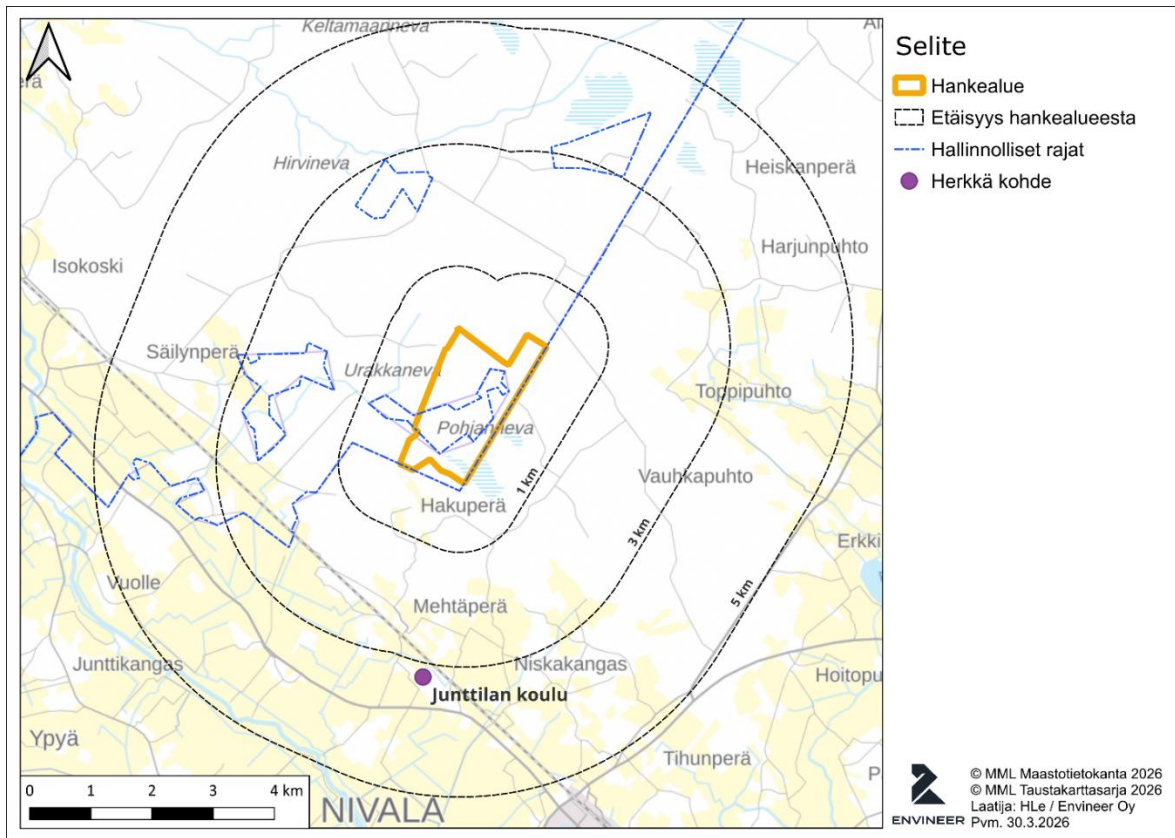 Keltamaanneva
Selite
Hankealue
Etäisyys hankealueesta
Hallinnolliset rajat
Herkkä kohde
Hirvineva
Heiskanperä
Harjunpuhto
Isokoski
Säilynperä
Urakkaneva
Toppipuhto
Pohjanneva
Vauhkapuhto
1 km
Hakuperä
3 km
Erkki
Vuolle
5 km
Mehtäperä
Junttikangas
Niskakangas
Hoitopu
Junttilan koulu
Ypyä
Tihunperä
0 1 2 3 4 km
NIVALA
ENVINEER
© MML Maastotietokanta 2026
© MML Taustakarttasarja 2026
Laatija: HLe / Envineer Oy
Pvm. 30.3.2026